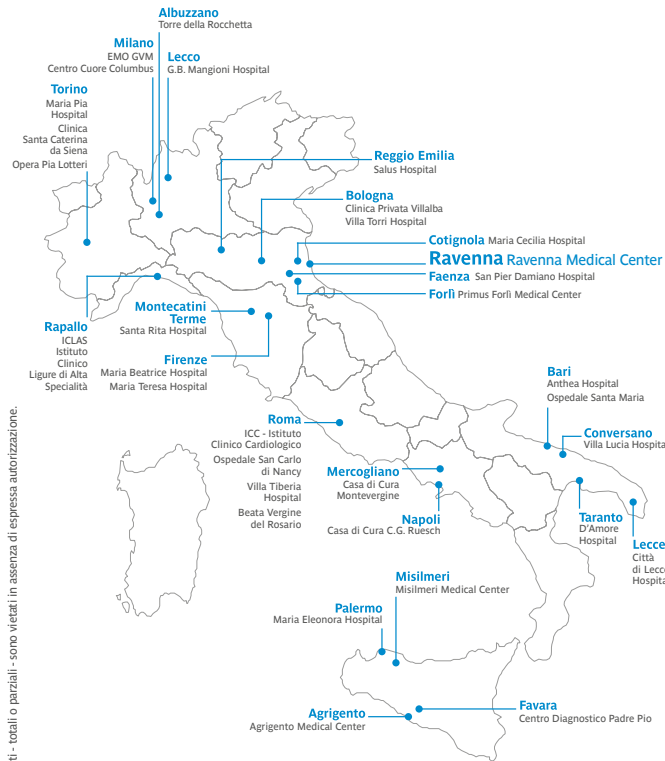 Albuzzano
Torre della Rocchetta
Milano
EMO GVM
Centro Cuore Columbus
Lecco
G.B. Mangioni Hospital
Torino
Maria Pia
Hospital
Clinica
Santa Caterina
da Siena
Opera Pia Lotteri
Reggio Emilia
Salus Hospital
Bologna
Clinica Privata Villalba
Villa Torri Hospital
Cotignola Maria Cecilia Hospital
Ravenna Ravenna Medical Center
Faenza San Pier Damiano Hospital
Forlì Primus Forlì Medical Center
Rapallo
ICLAS
Istituto
Clinico
Ligure di Alta
Specialità
Montecatini
Terme
Santa Rita Hospital
Firenze
Maria Beatrice Hospital
Maria Teresa Hospital
Bari
Anthea Hospital
Ospedale Santa Maria
Conversano
Villa Lucia Hospita
Roma
ICC - Istituto
Clinico Cardiologico
Ospedale San Carlo
di Nancy
Villa Tiberia
Hospital
Beata Vergine
del Rosario
Mercogliano
Casa di Cura
Montevergine
Napoli
Casa di Cura C.G. Ruesch
Taranto
D'Amore
Hospital
Lecce
Città
di Lecc
Hospita
Misilmeri
Misilmeri Medical Center
Palermo
Maria Eleonora Hospital
Agrigento
Agrigento Medical Center
Favara
Centro Diagnostico Padre Pio
ti - totali o parziali - sono vietati in assenza di espressa autorizzazione.